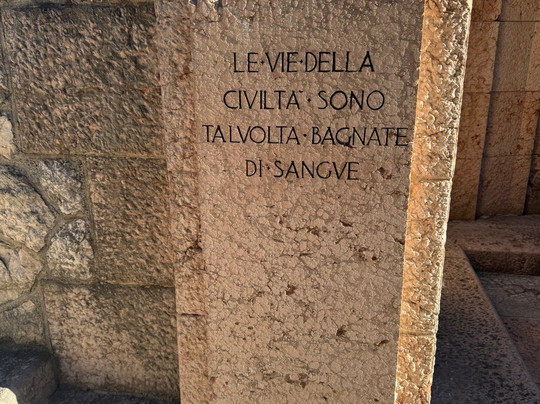 LE·VIE·DELLA
CIVILTA'·SONO
TALVOLTA·BAGNATE
DI·SANGVE